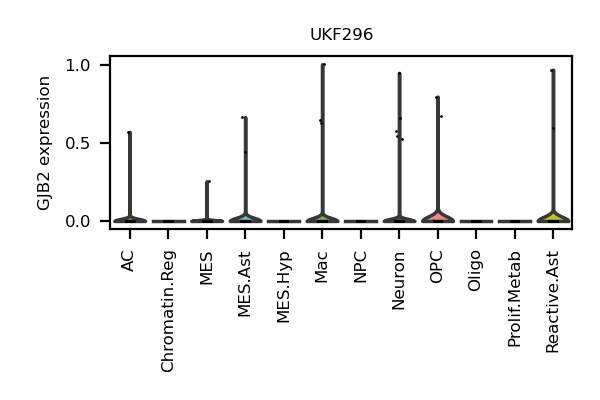 UKF296
GJB2 expression
1.0
0.5
0.0
AC
Chromatin.Reg
MES
MES.Ast
MES.Hyp
Mac
NPC
Neuron
OPC
Oligo
Prolif.Metab
Reactive.Ast